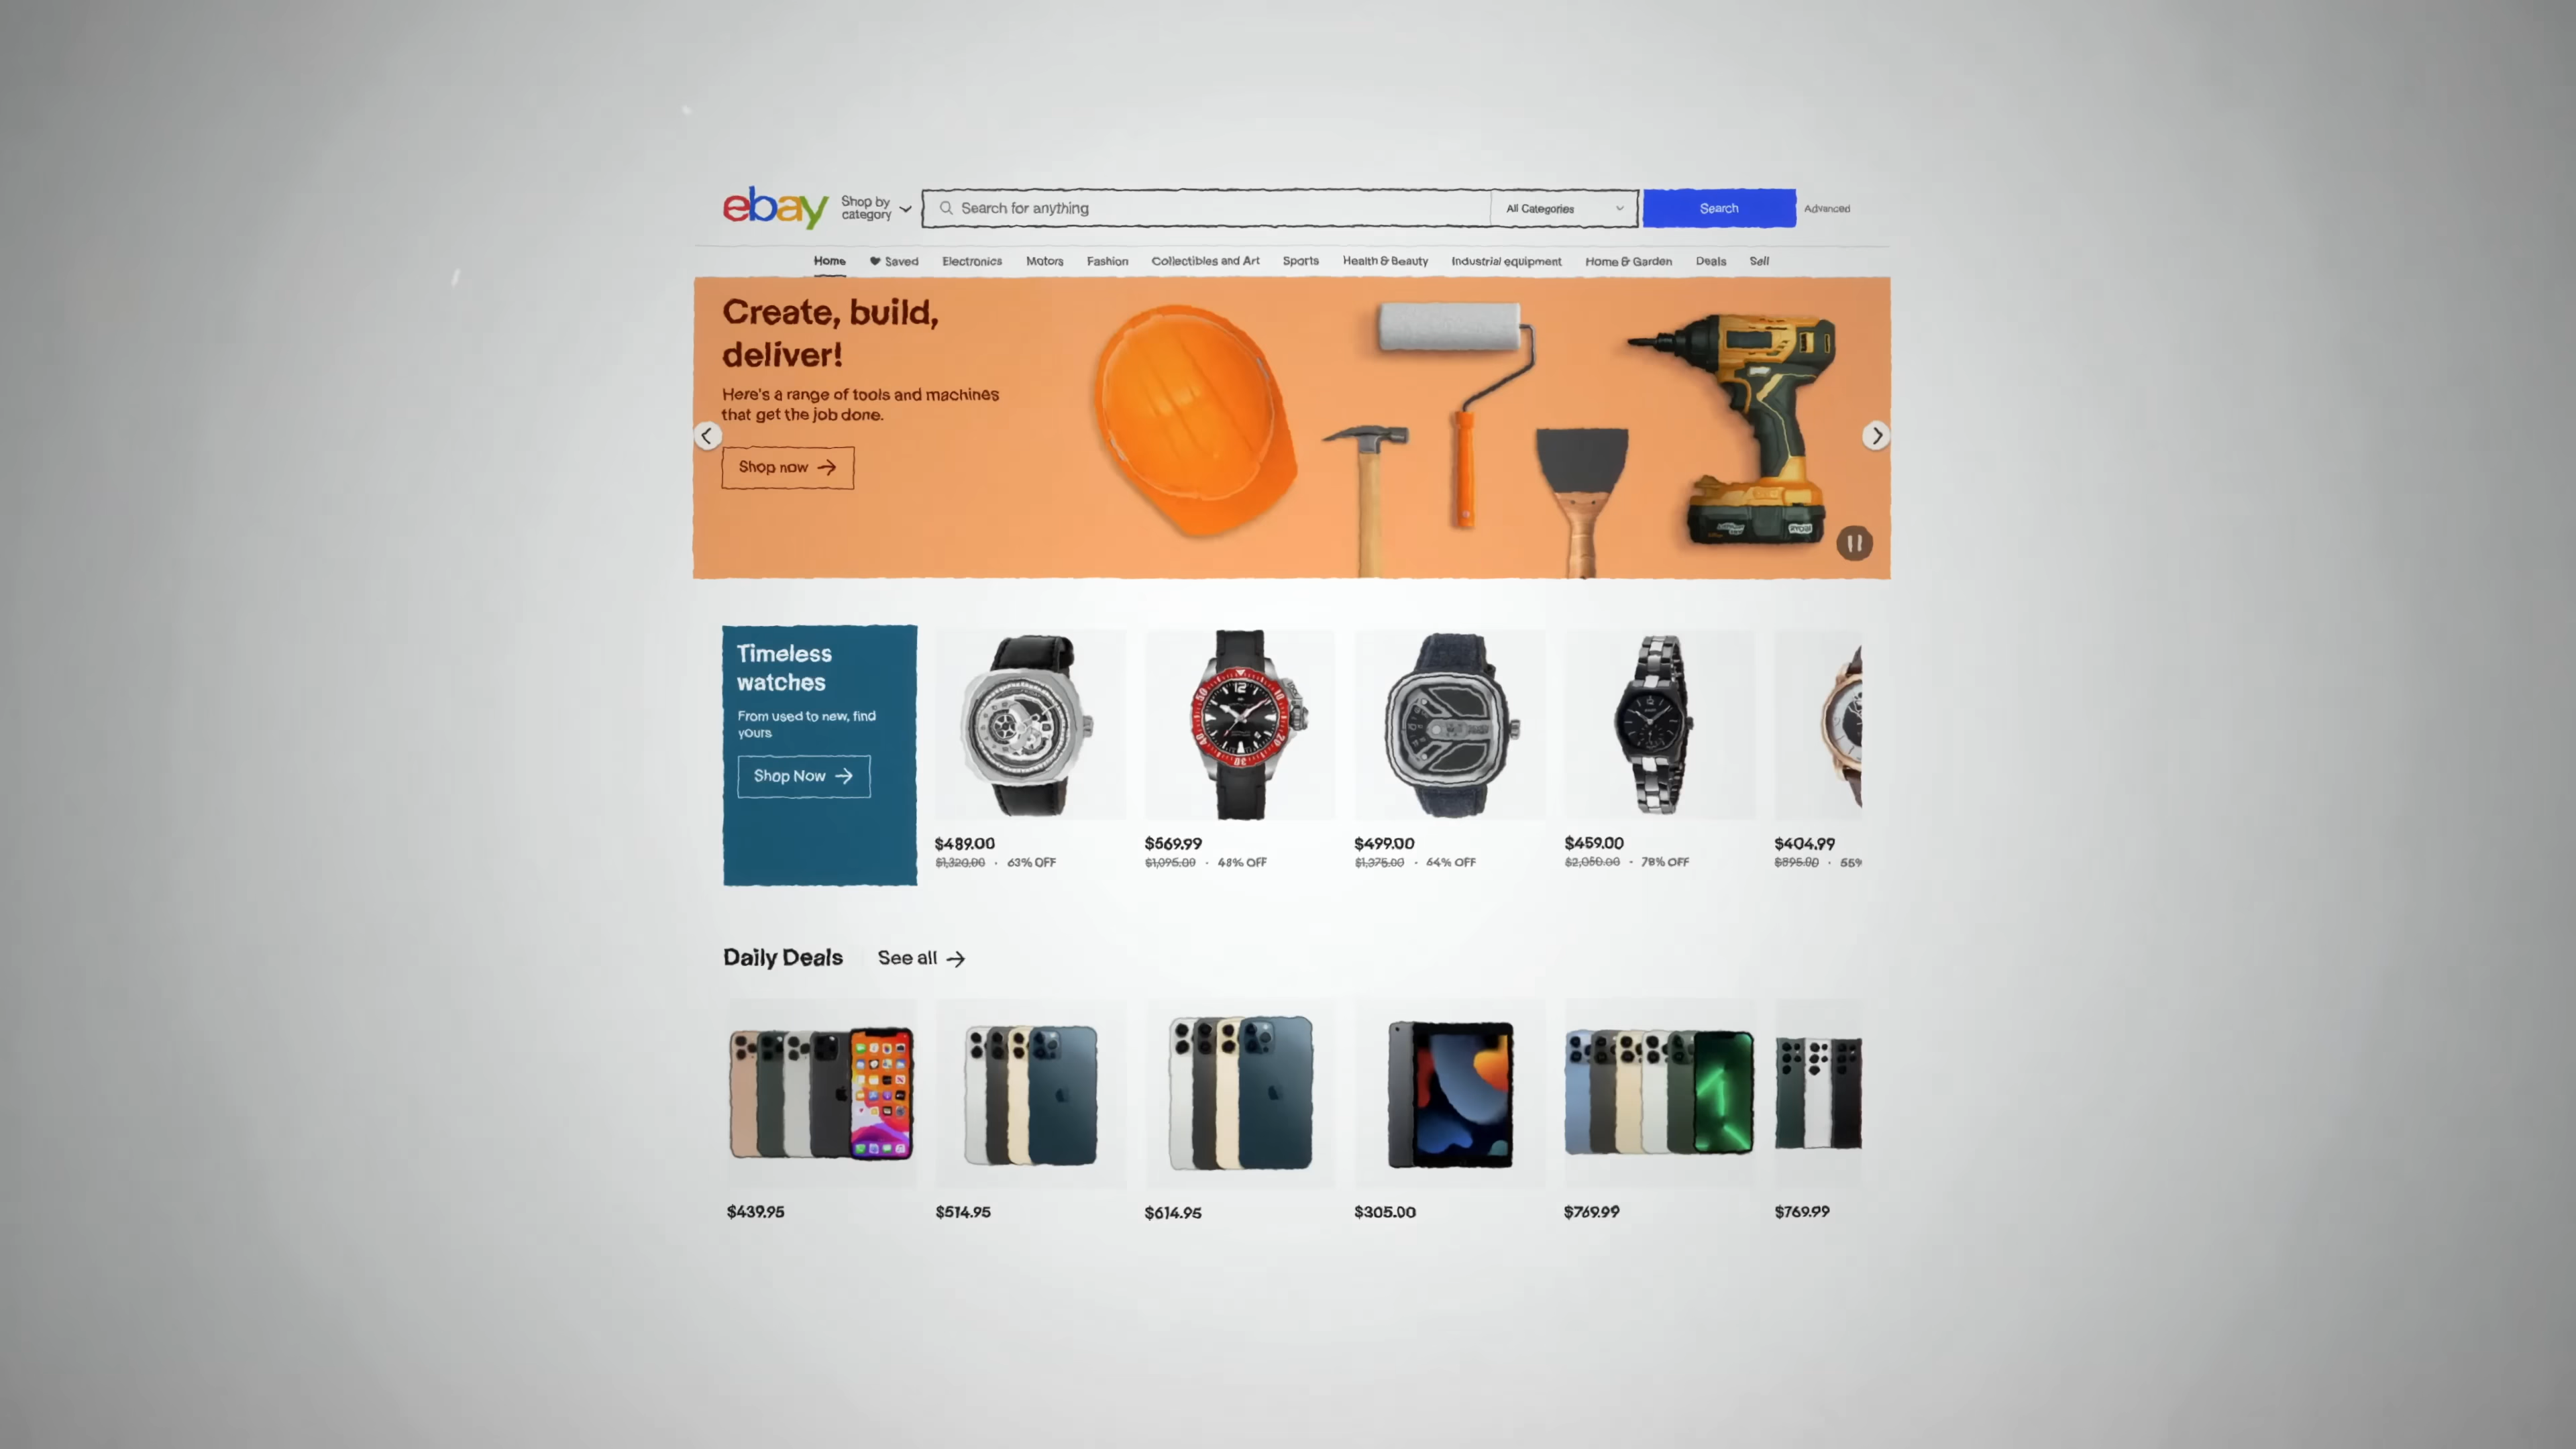 ebay
Shop by
category
Search for anything
All Categories
Search
Advanced
Home
Saved
Electronics
Motors
Fashion
Collectibles and Art
Sports
Health & Beauty
Industrial equipment
Home & Garden
Deals
Sell
Create, build,
deliver!
Here's a range of tools and machines
that get the job done.
Shop now
RYOBI
Timeless
watches
From used to new, find
yours
Shop Now
$489.00
$1,320.00 · 63% OFF
$569.99
$1,095.00 · 48% OFF
$499.00
$1,375.00 · 64% OFF
$459.00
$2,050.00 · 78% OFF
$404.99
$895.00 · 55%
Daily Deals
See all
$439.95
$514.95
$614.95
$305.00
$769.99
$769.99